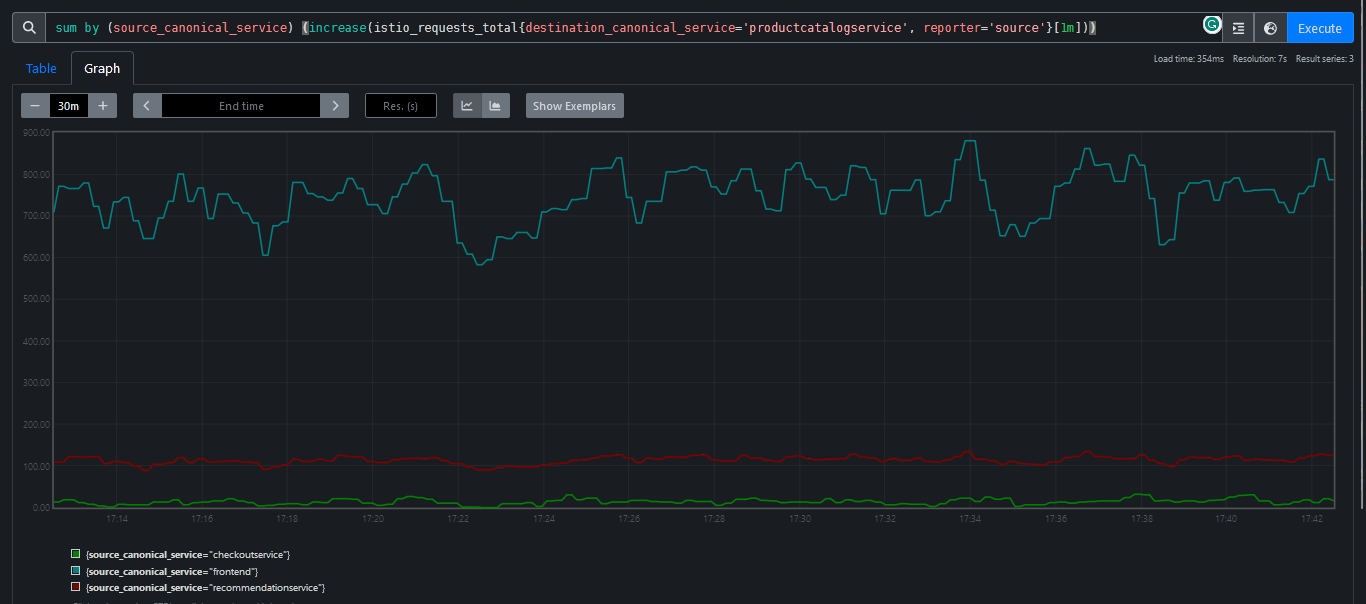 sum by (source_canonical_service) (increase(istio_requests_total{destination_canonical_service='productcatalogservice', reporter='source'}[1m]))
Execute
Load time: 354ms Resolution: 7s Result series: 3
Table
Graph
− 30m +
End time
Res. (s)
Show Exemplars
900.00
800.00
700.00
600.00
500.00
400.00
300.00
200.00
100.00
0.00
17:14 17:16 17:18 17:20 17:22 17:24 17:26 17:28 17:30 17:32 17:34 17:36 17:38 17:40 17:42
{source_canonical_service="checkoutservice"}
{source_canonical_service="frontend"}
{source_canonical_service="recommendationservice"}